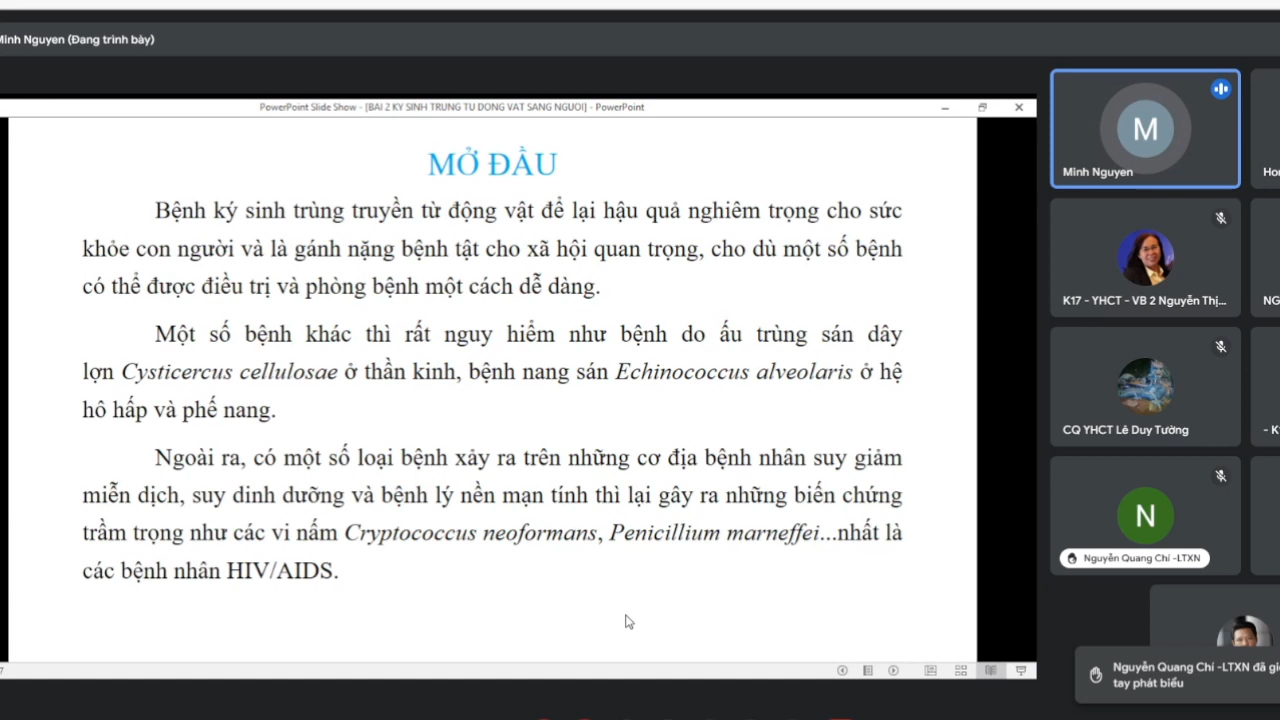 Minh Nguyen (Đang trình bày)
PowerPoint Slide Show - [BAI 2 KY SINH TRUNG TU DONG VAT SANG NGUOI] - PowerPoint
MỞ ĐẦU
Bệnh ký sinh trùng truyền từ động vật để lại hậu quả nghiêm trọng cho sức
khỏe con người và là gánh nặng bệnh tật cho xã hội quan trọng, cho dù một số bệnh
có thể được điều trị và phòng bệnh một cách dễ dàng.
Một số bệnh khác thì rất nguy hiểm như bệnh do ấu trùng sán dây
lợn Cysticercus cellulosae ở thần kinh, bệnh nang sán Echinococcus alveolaris ở hệ
hô hấp và phế nang.
Ngoài ra, có một số loại bệnh xảy ra trên những cơ địa bệnh nhân suy giảm
miễn dịch, suy dinh dưỡng và bệnh lý nền mạn tính thì lại gây ra những biến chứng
trầm trọng như các vi nấm Cryptococcus neoformans, Penicillium marneffei...nhất là
các bệnh nhân HIV/AIDS.
M
Minh Nguyen
K17 - YHCT - VB 2 Nguyễn Thị...
CQ YHCT Lê Duy Tường
N
Nguyễn Quang Chí -LTXN
Nguyễn Quang Chí -LTXN đã
tay phát biểu